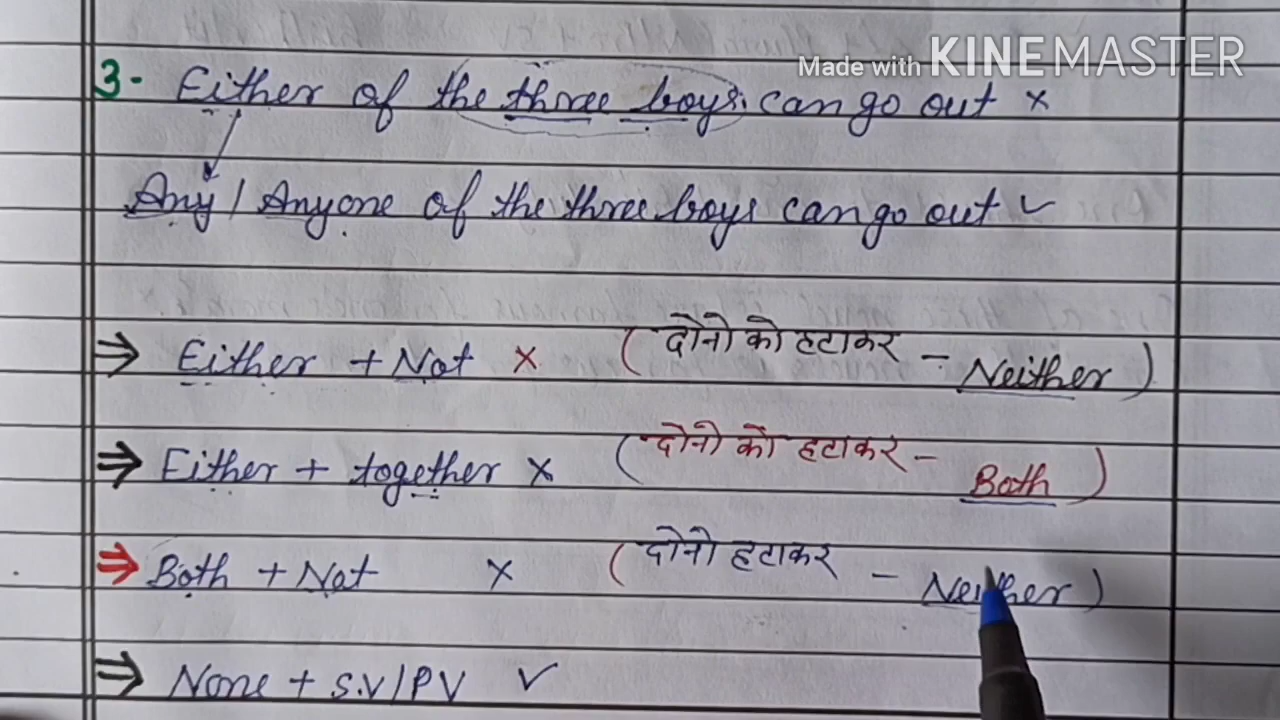 Made with KINEMASTER
3- Either of the three boys can go out ×
Any / Anyone of the three boys can go out ✓
⇒ Either + Not × ( दोनो को हटाकर - Neither )
⇒ Either + together × ( दोनो को हटाकर - Both )
⇒ Both + Not × ( दोनो हटाकर - Neither )
⇒ None + S.V/PV ✓